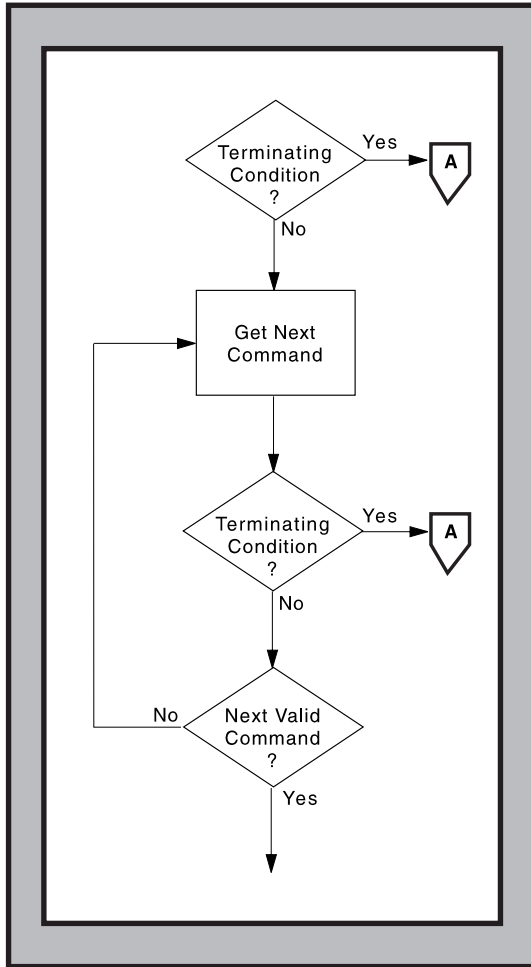 Terminating
Condition
?
Yes
A
No
Get Next
Command
Terminating
Condition
?
Yes
A
No
Next Valid
Command
?
No
Yes